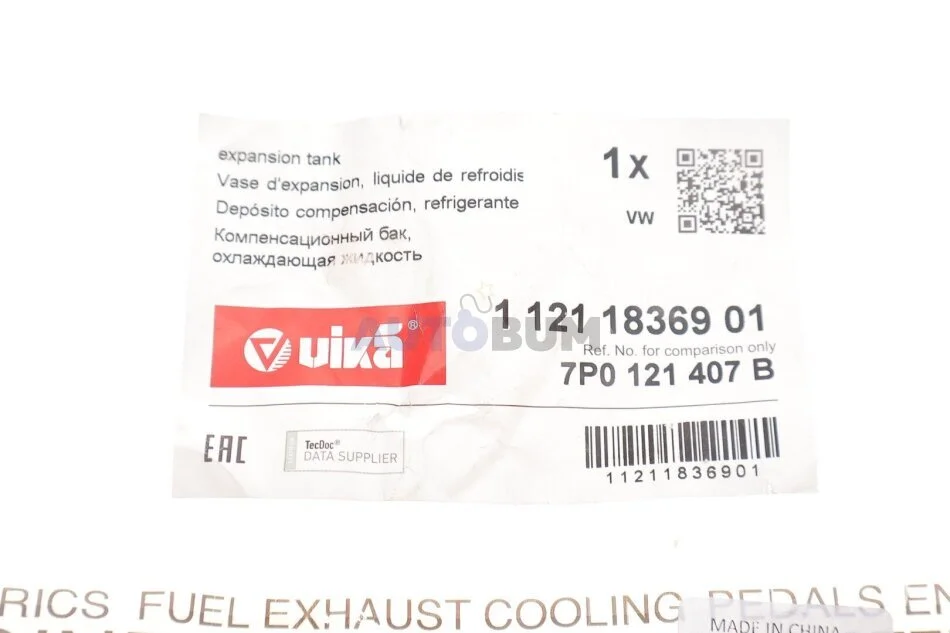 expansion tank
Vase d'expansion, liquide de refroidis
Depósito compensación, refrigerante
Компенсационный бак,
охлаждающая жидкость
1x
VW
vika®
AUTOBUM
1 121 18369 01
Ref. No. for comparison only
7P0 121 407 B
EAC
TecDoc®
DATA SUPPLIER
11211836901
RICS FUEL EXHAUST COOLING PEDALS EN
MADE IN CHINA